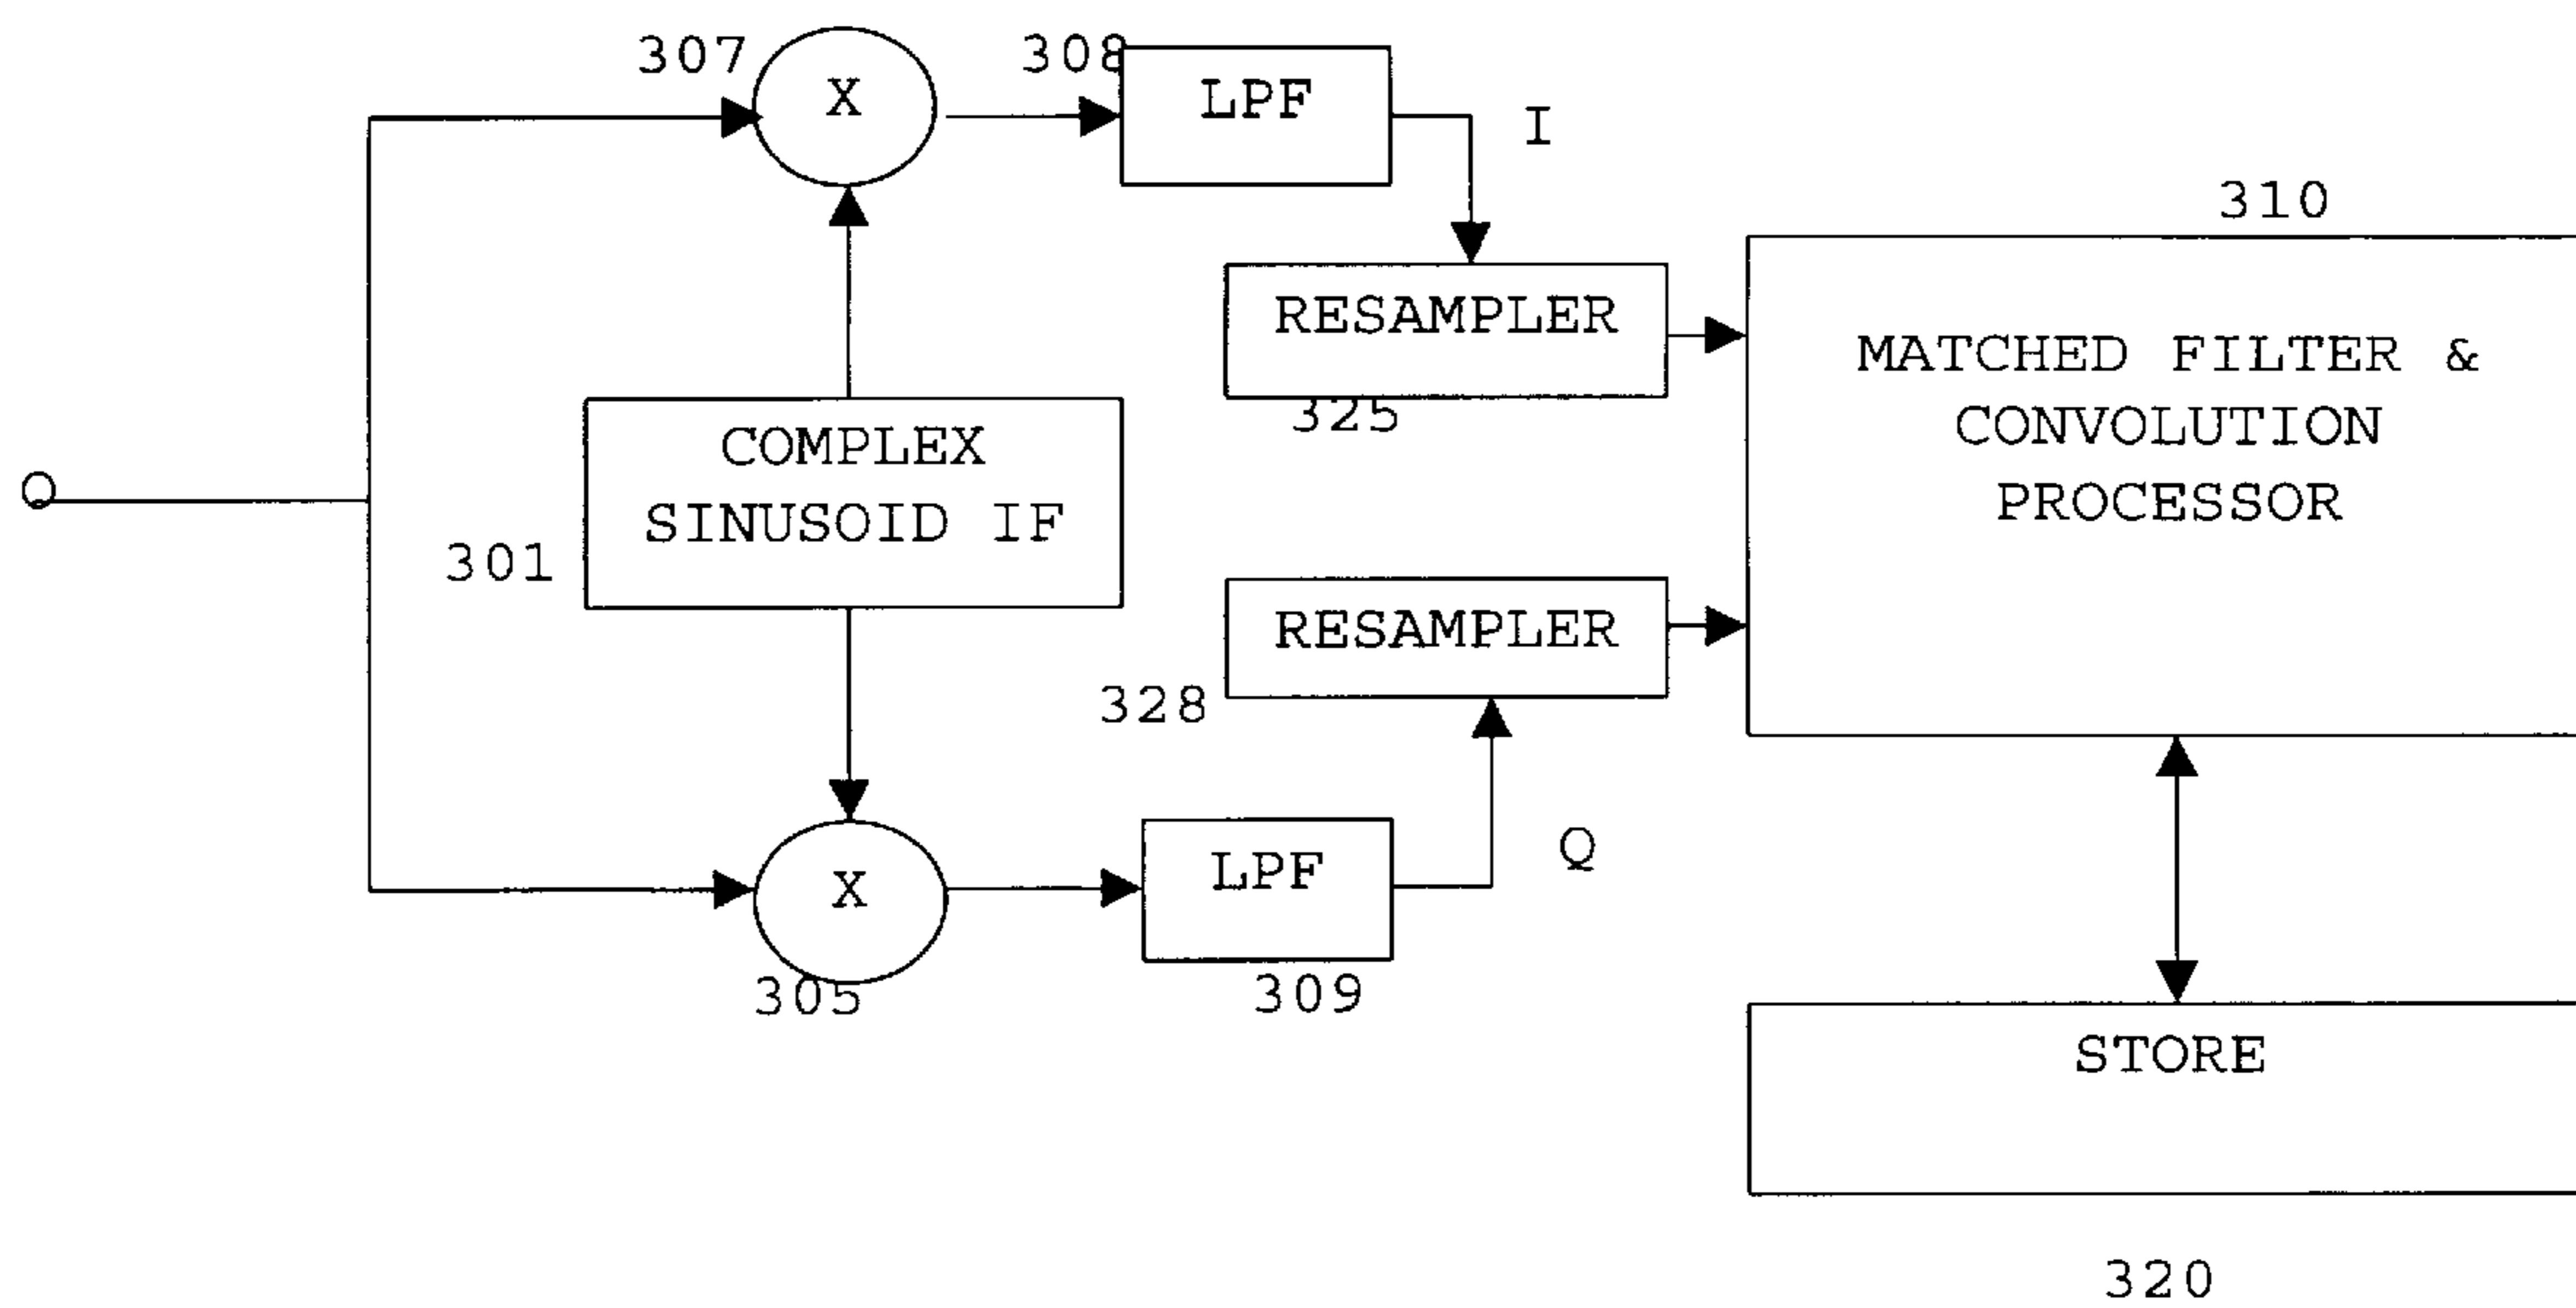 307
X
308
LPF
I
310
RESAMPLER
325
MATCHED FILTER &
CONVOLUTION
PROCESSOR
COMPLEX
SINUSOID IF
301
RESAMPLER
328
X
305
LPF
309
Q
STORE
320